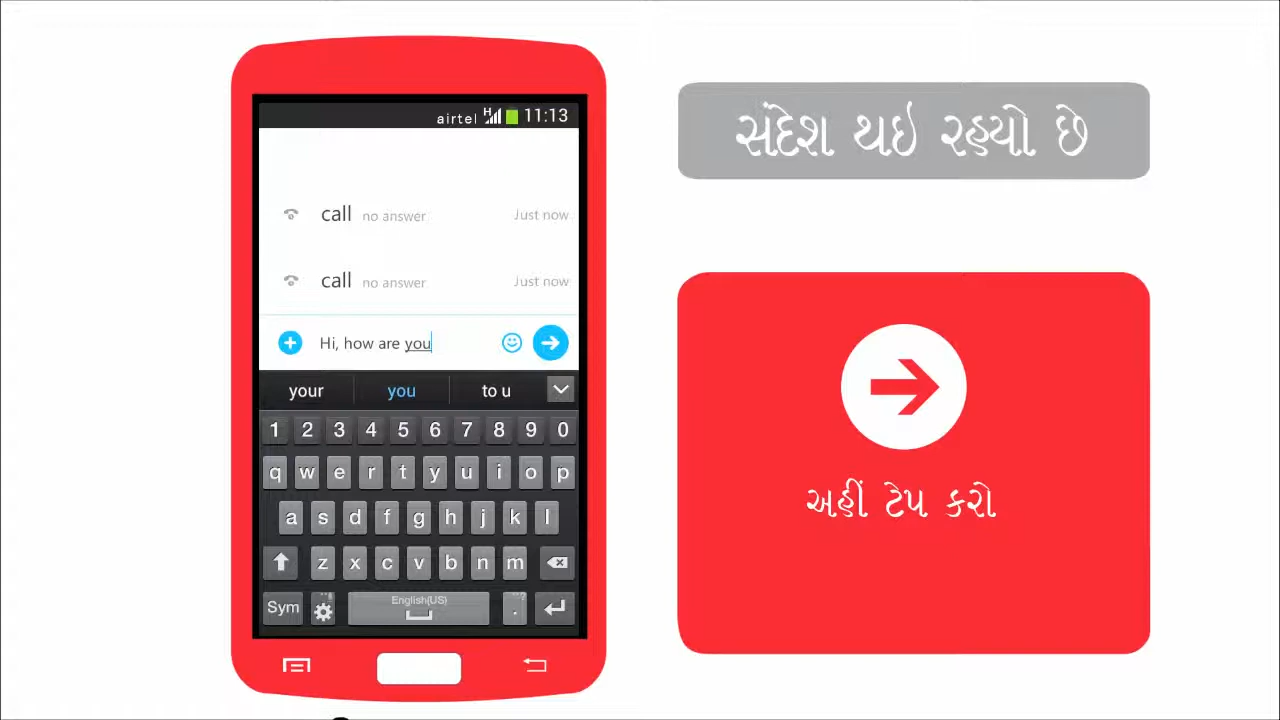 airtel H 11:13
call no answer Just now
call no answer Just now
Hi, how are you
your you to u
1 2 3 4 5 6 7 8 9 0
q w e r t y u i o p
a s d f g h j k l
z x c v b n m
Sym English(US) .
સંદેશ થઇ રહ્યો છે
અહીં ટેપ કરો